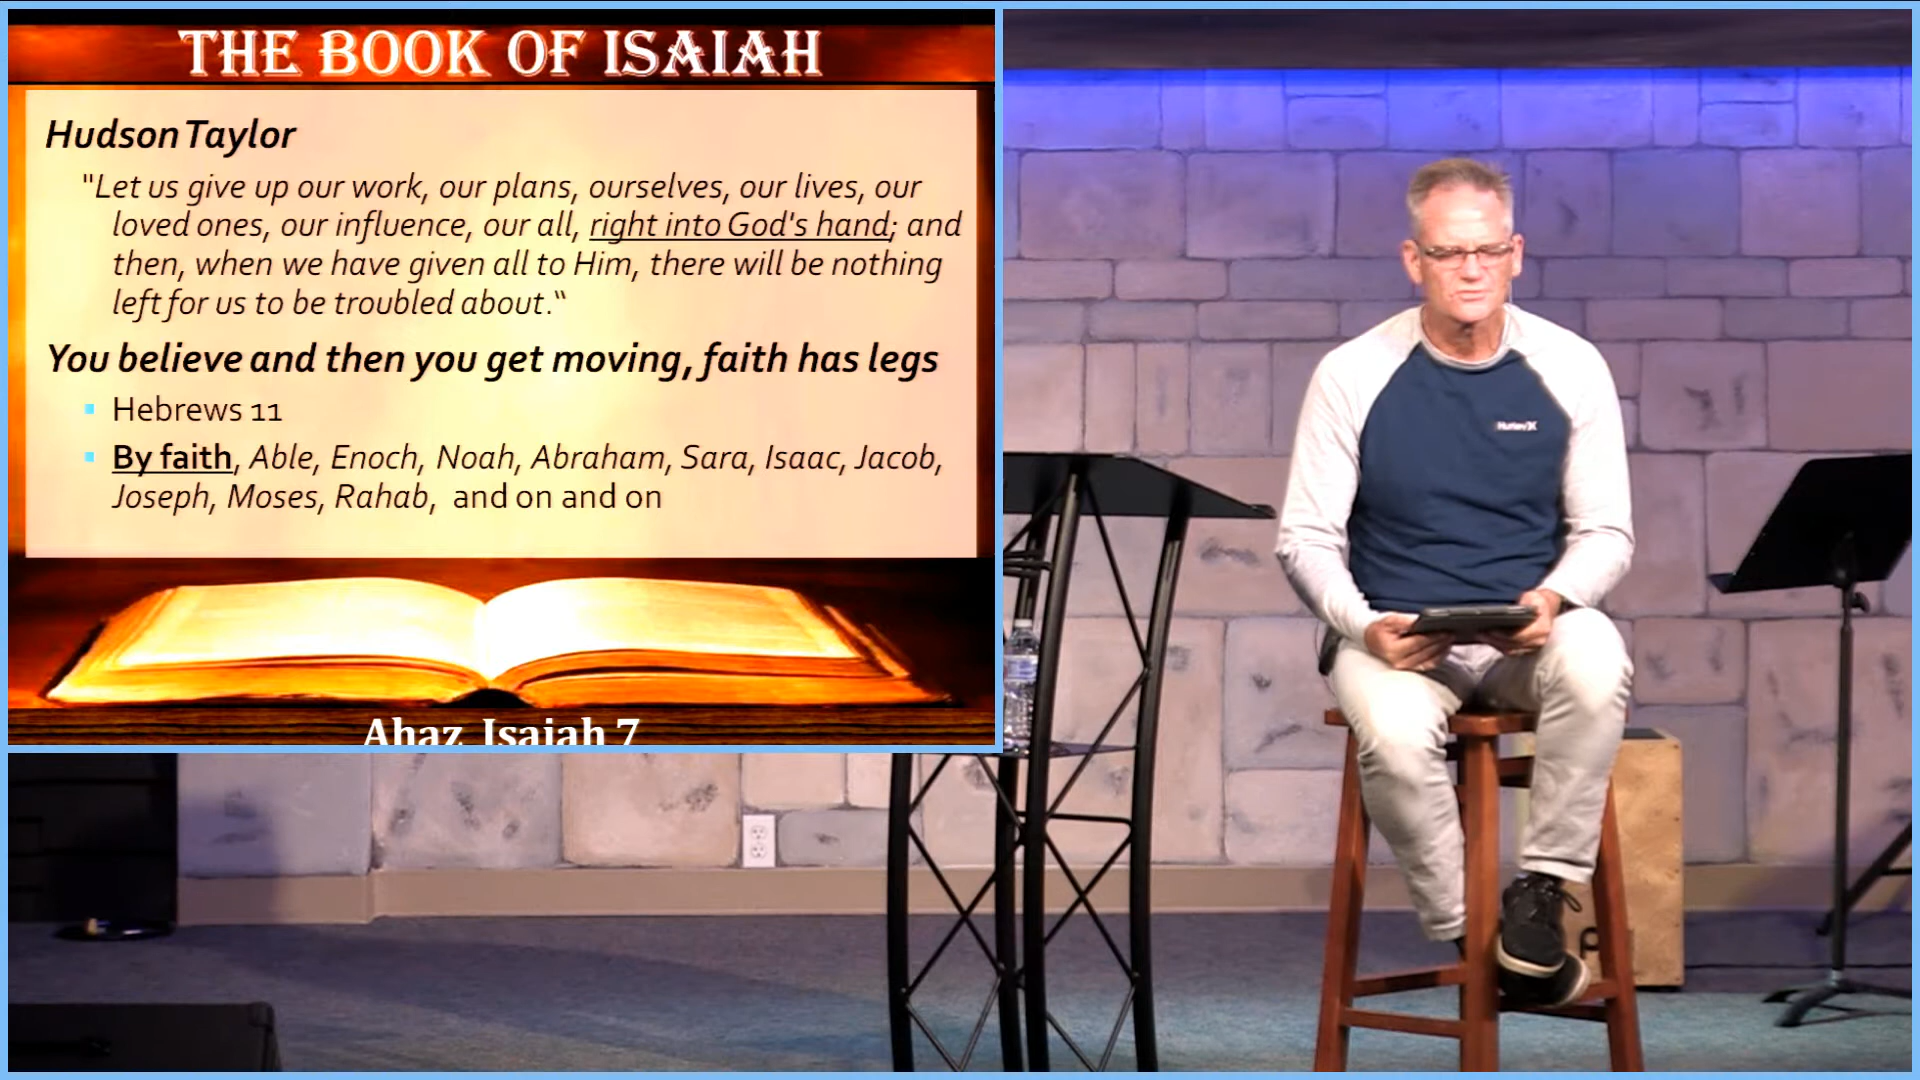 THE BOOK OF ISAIAH
Hudson Taylor
"Let us give up our work, our plans, ourselves, our lives, our
loved ones, our influence, our all, right into God's hand; and
then, when we have given all to Him, there will be nothing
left for us to be troubled about.“
You believe and then you get moving, faith has legs
Hebrews 11
By faith, Able, Enoch, Noah, Abraham, Sara, Isaac, Jacob,
Joseph, Moses, Rahab, and on and on
Ahaz Isaiah 7
Hurley